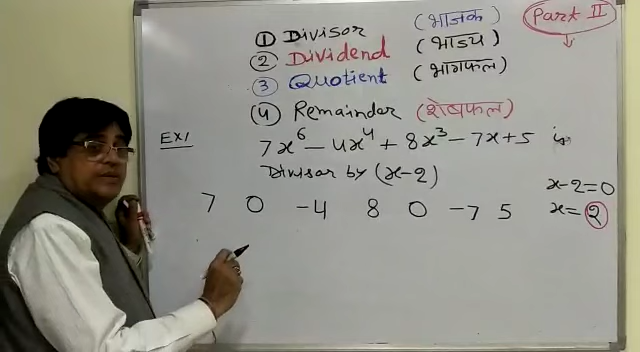 Part II
① Divisor (भाजक)
② Dividend (भाज्य)
③ Quotient (भागफल)
④ Remainder (शेषफल)
EX1
7x⁶ - 4x⁴ + 8x³ - 7x + 5 is
Divisor by (x-2)
x-2=0
x= 2
7 0 -4 8 0 -7 5